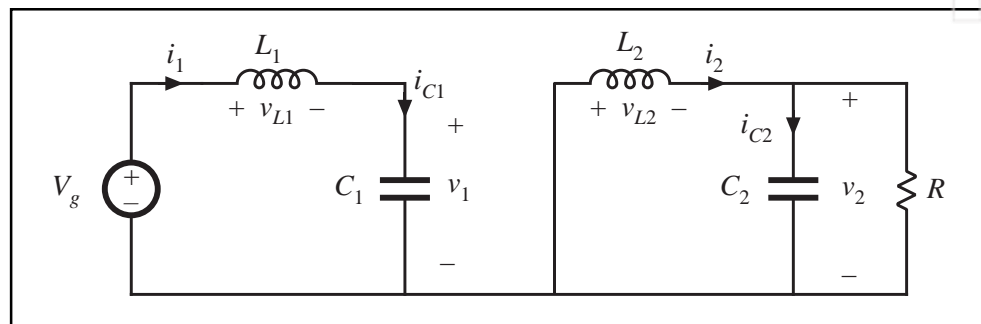 i1 L1 L2 i2
iC1
+ vL1 − + vL2 − +
+ iC2
Vg + − C1 v1 C2 v2 R
− −